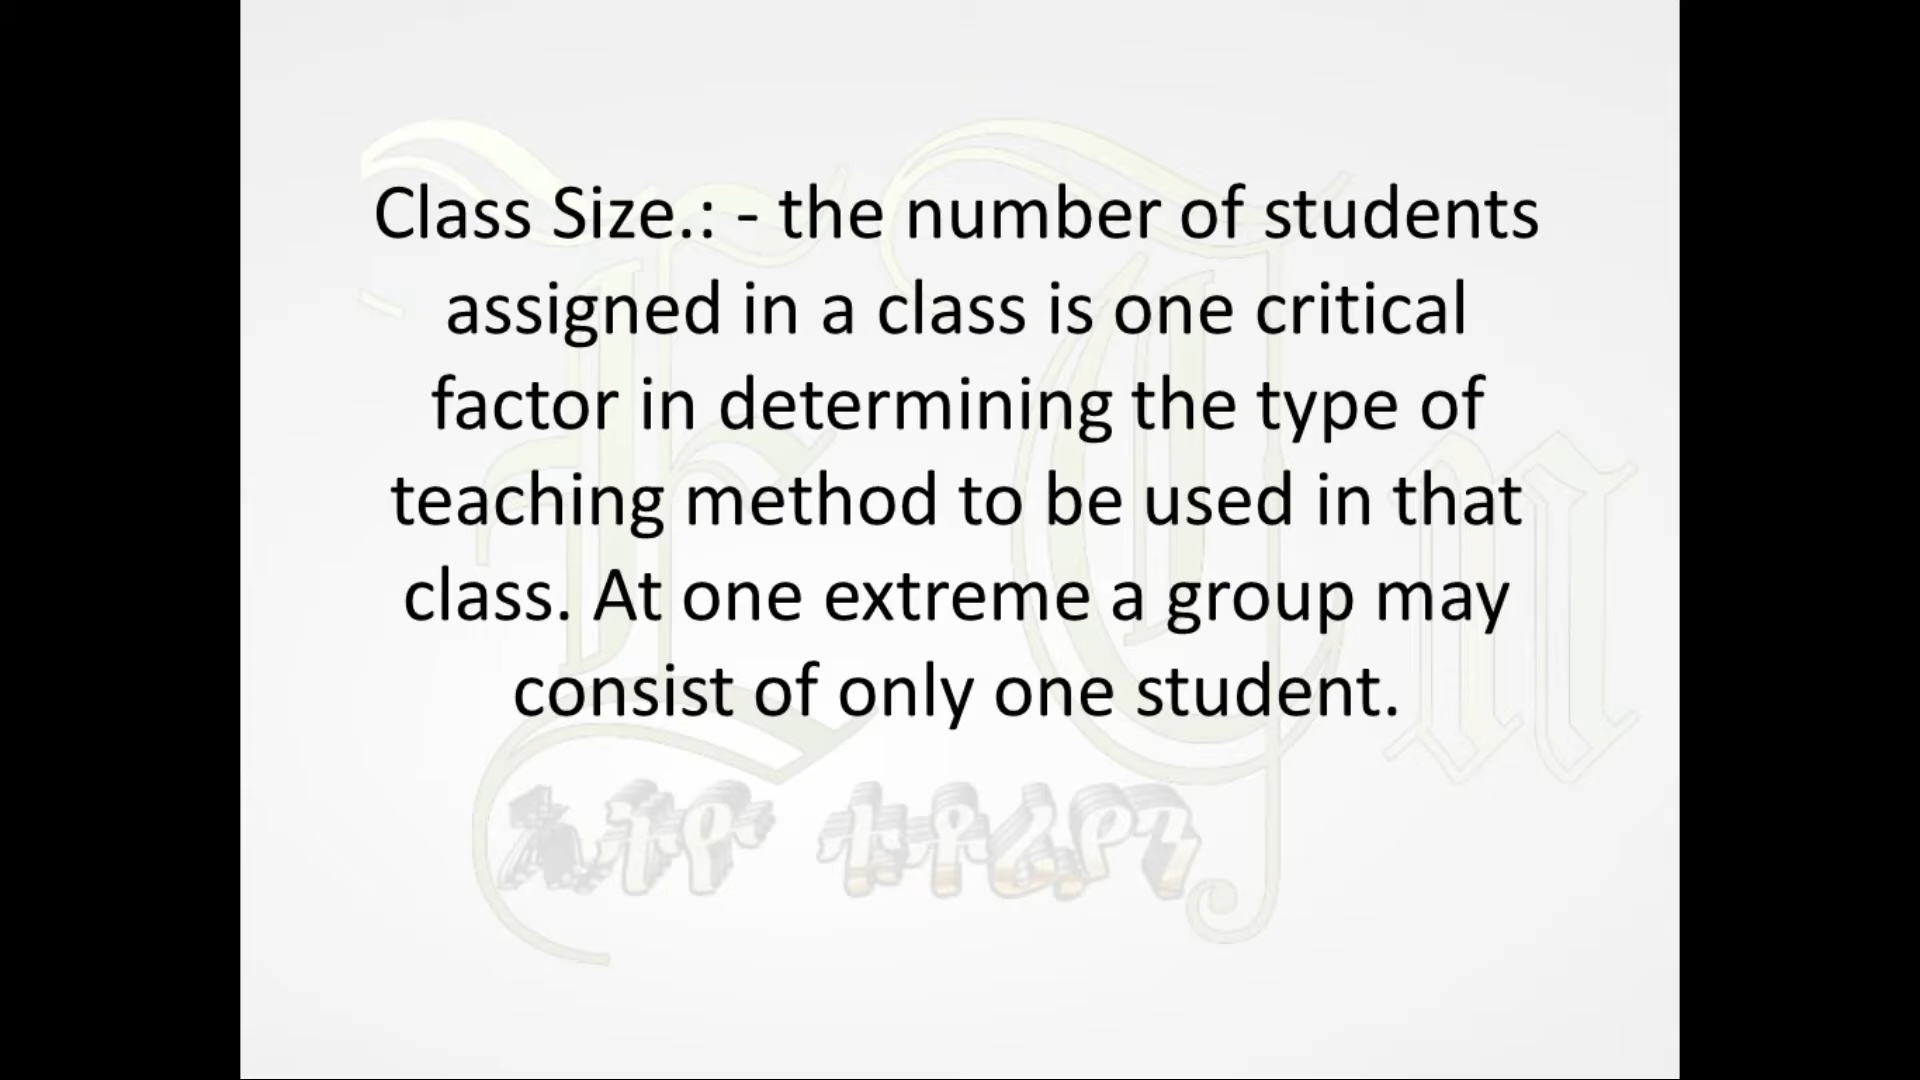 Class Size.: - the number of students
assigned in a class is one critical
factor in determining the type of
teaching method to be used in that
class. At one extreme a group may
consist of only one student.